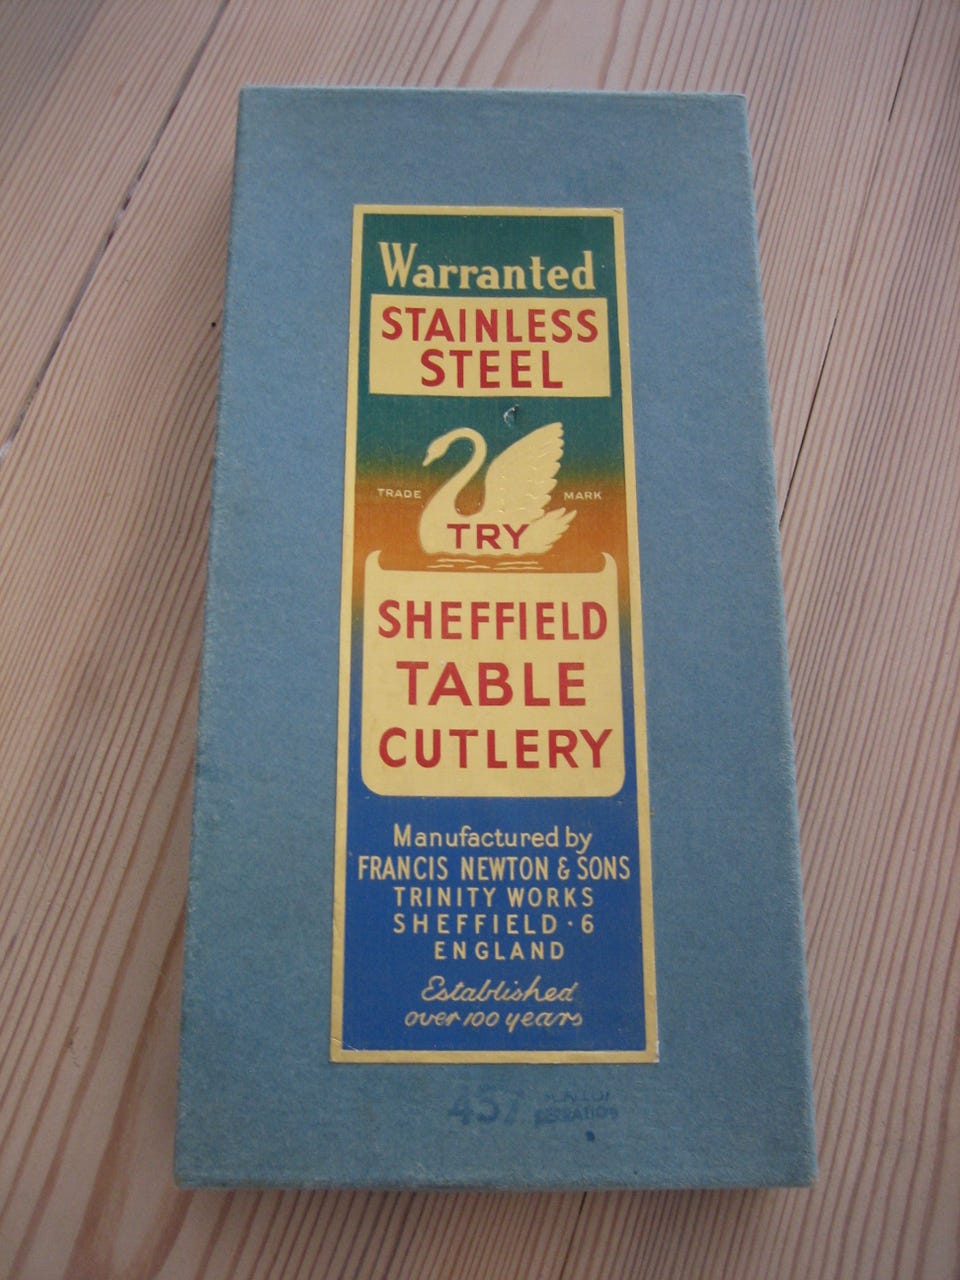 Warranted
STAINLESS
STEEL
TRADE MARK
TRY
SHEFFIELD
TABLE
CUTLERY
Manufactured by
FRANCIS NEWTON & SONS
TRINITY WORKS
SHEFFIELD · 6
ENGLAND
Established
over 100 years
457